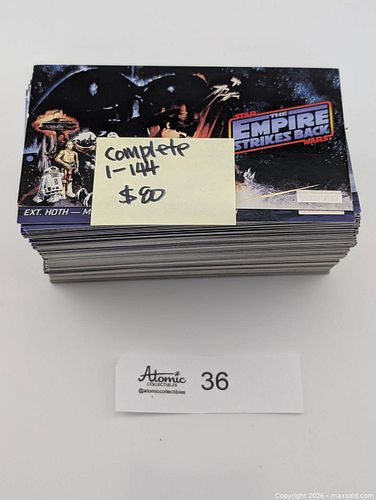 STAR
THE
EMPIRE
STRIKES BACK
WARS
Complete
1-144
$80
EXT. HOTH — M
Atomic
COLLECTIBLES
@atomiccollectibles
36
Copyright 2026 - maxsold.com